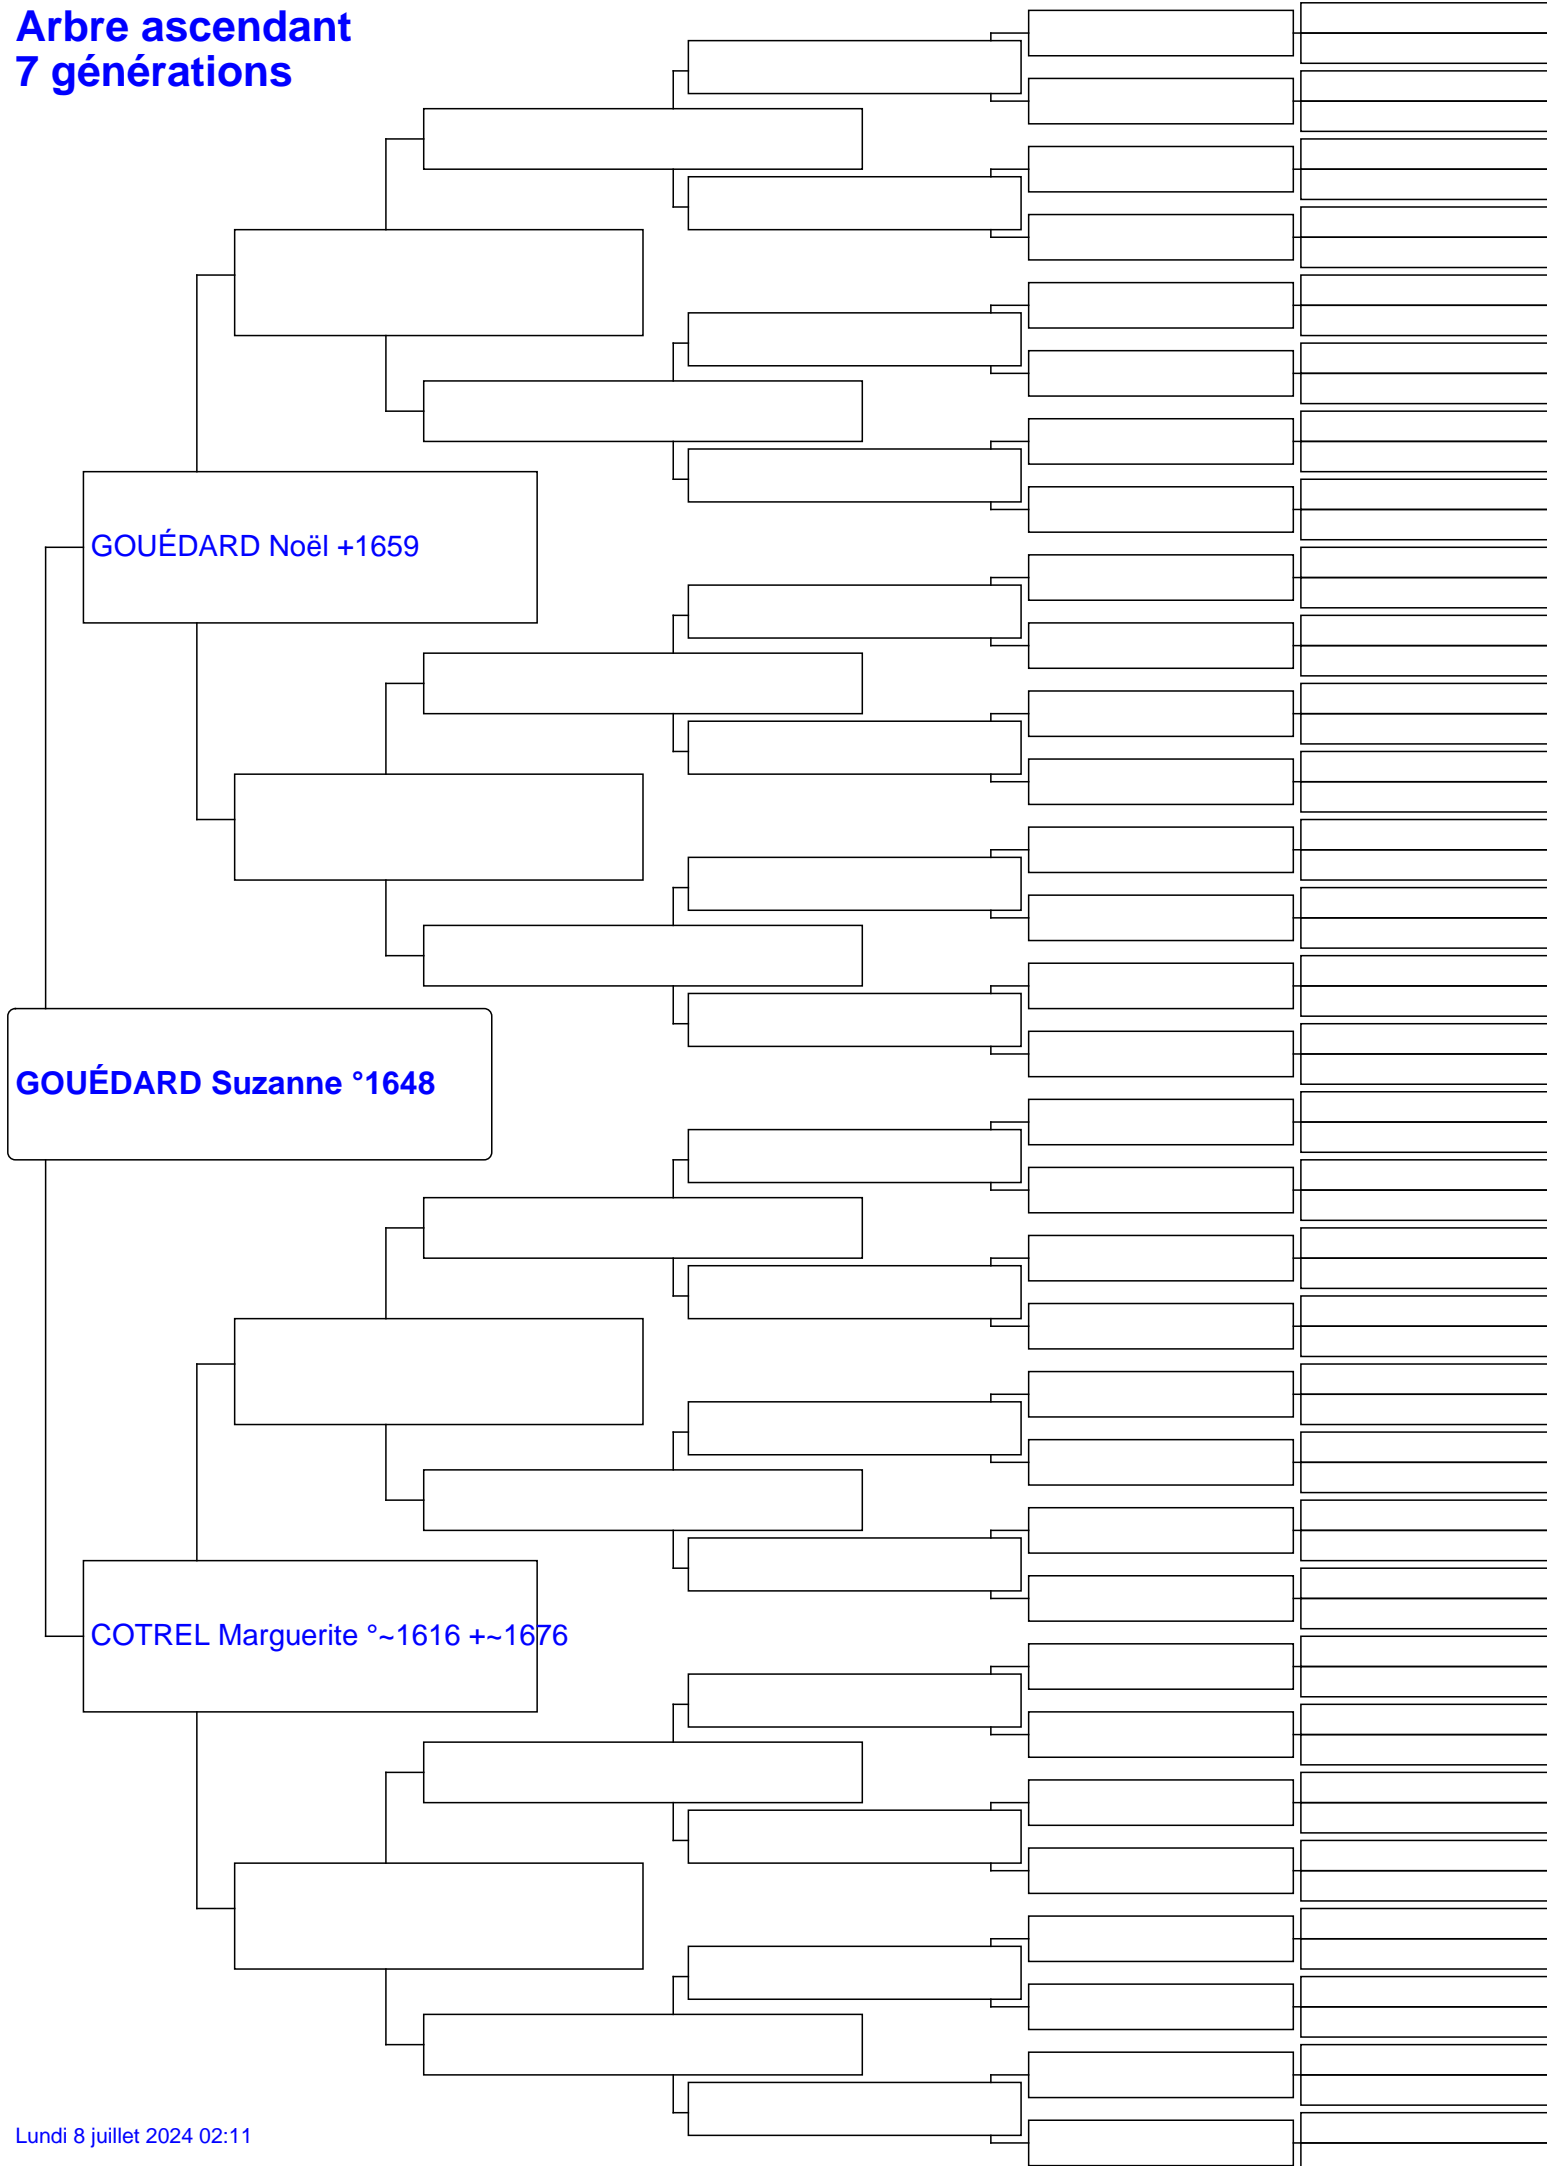 Arbre ascendant
7 générations
GOUÉDARD Noël +1659
GOUÉDARD Suzanne °1648
COTREL Marguerite °~1616 +~1676
Lundi 8 juillet 2024 02:11